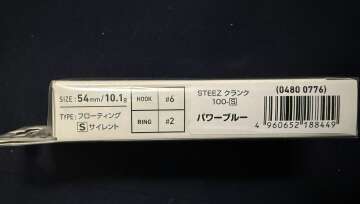 SIZE: 54mm/10.1g
TYPE: フローティング
S サイレント
HOOK #6
RING #2
STEEZ クランク
100-S
パワーブルー
(0480 0776)
4 960652 188449